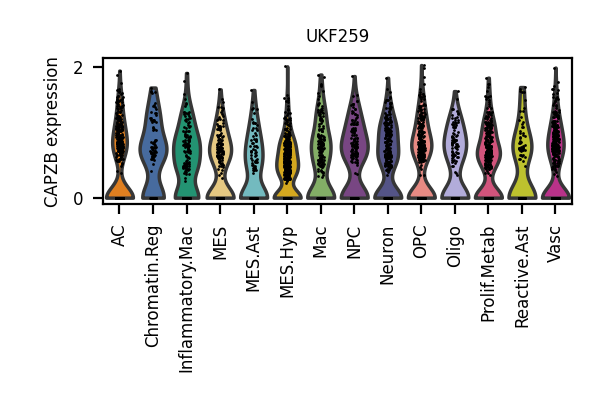 UKF259
CAPZB expression
2
0
AC
Chromatin.Reg
Inflammatory.Mac
MES
MES.Ast
MES.Hyp
Mac
NPC
Neuron
OPC
Oligo
Prolif.Metab
Reactive.Ast
Vasc